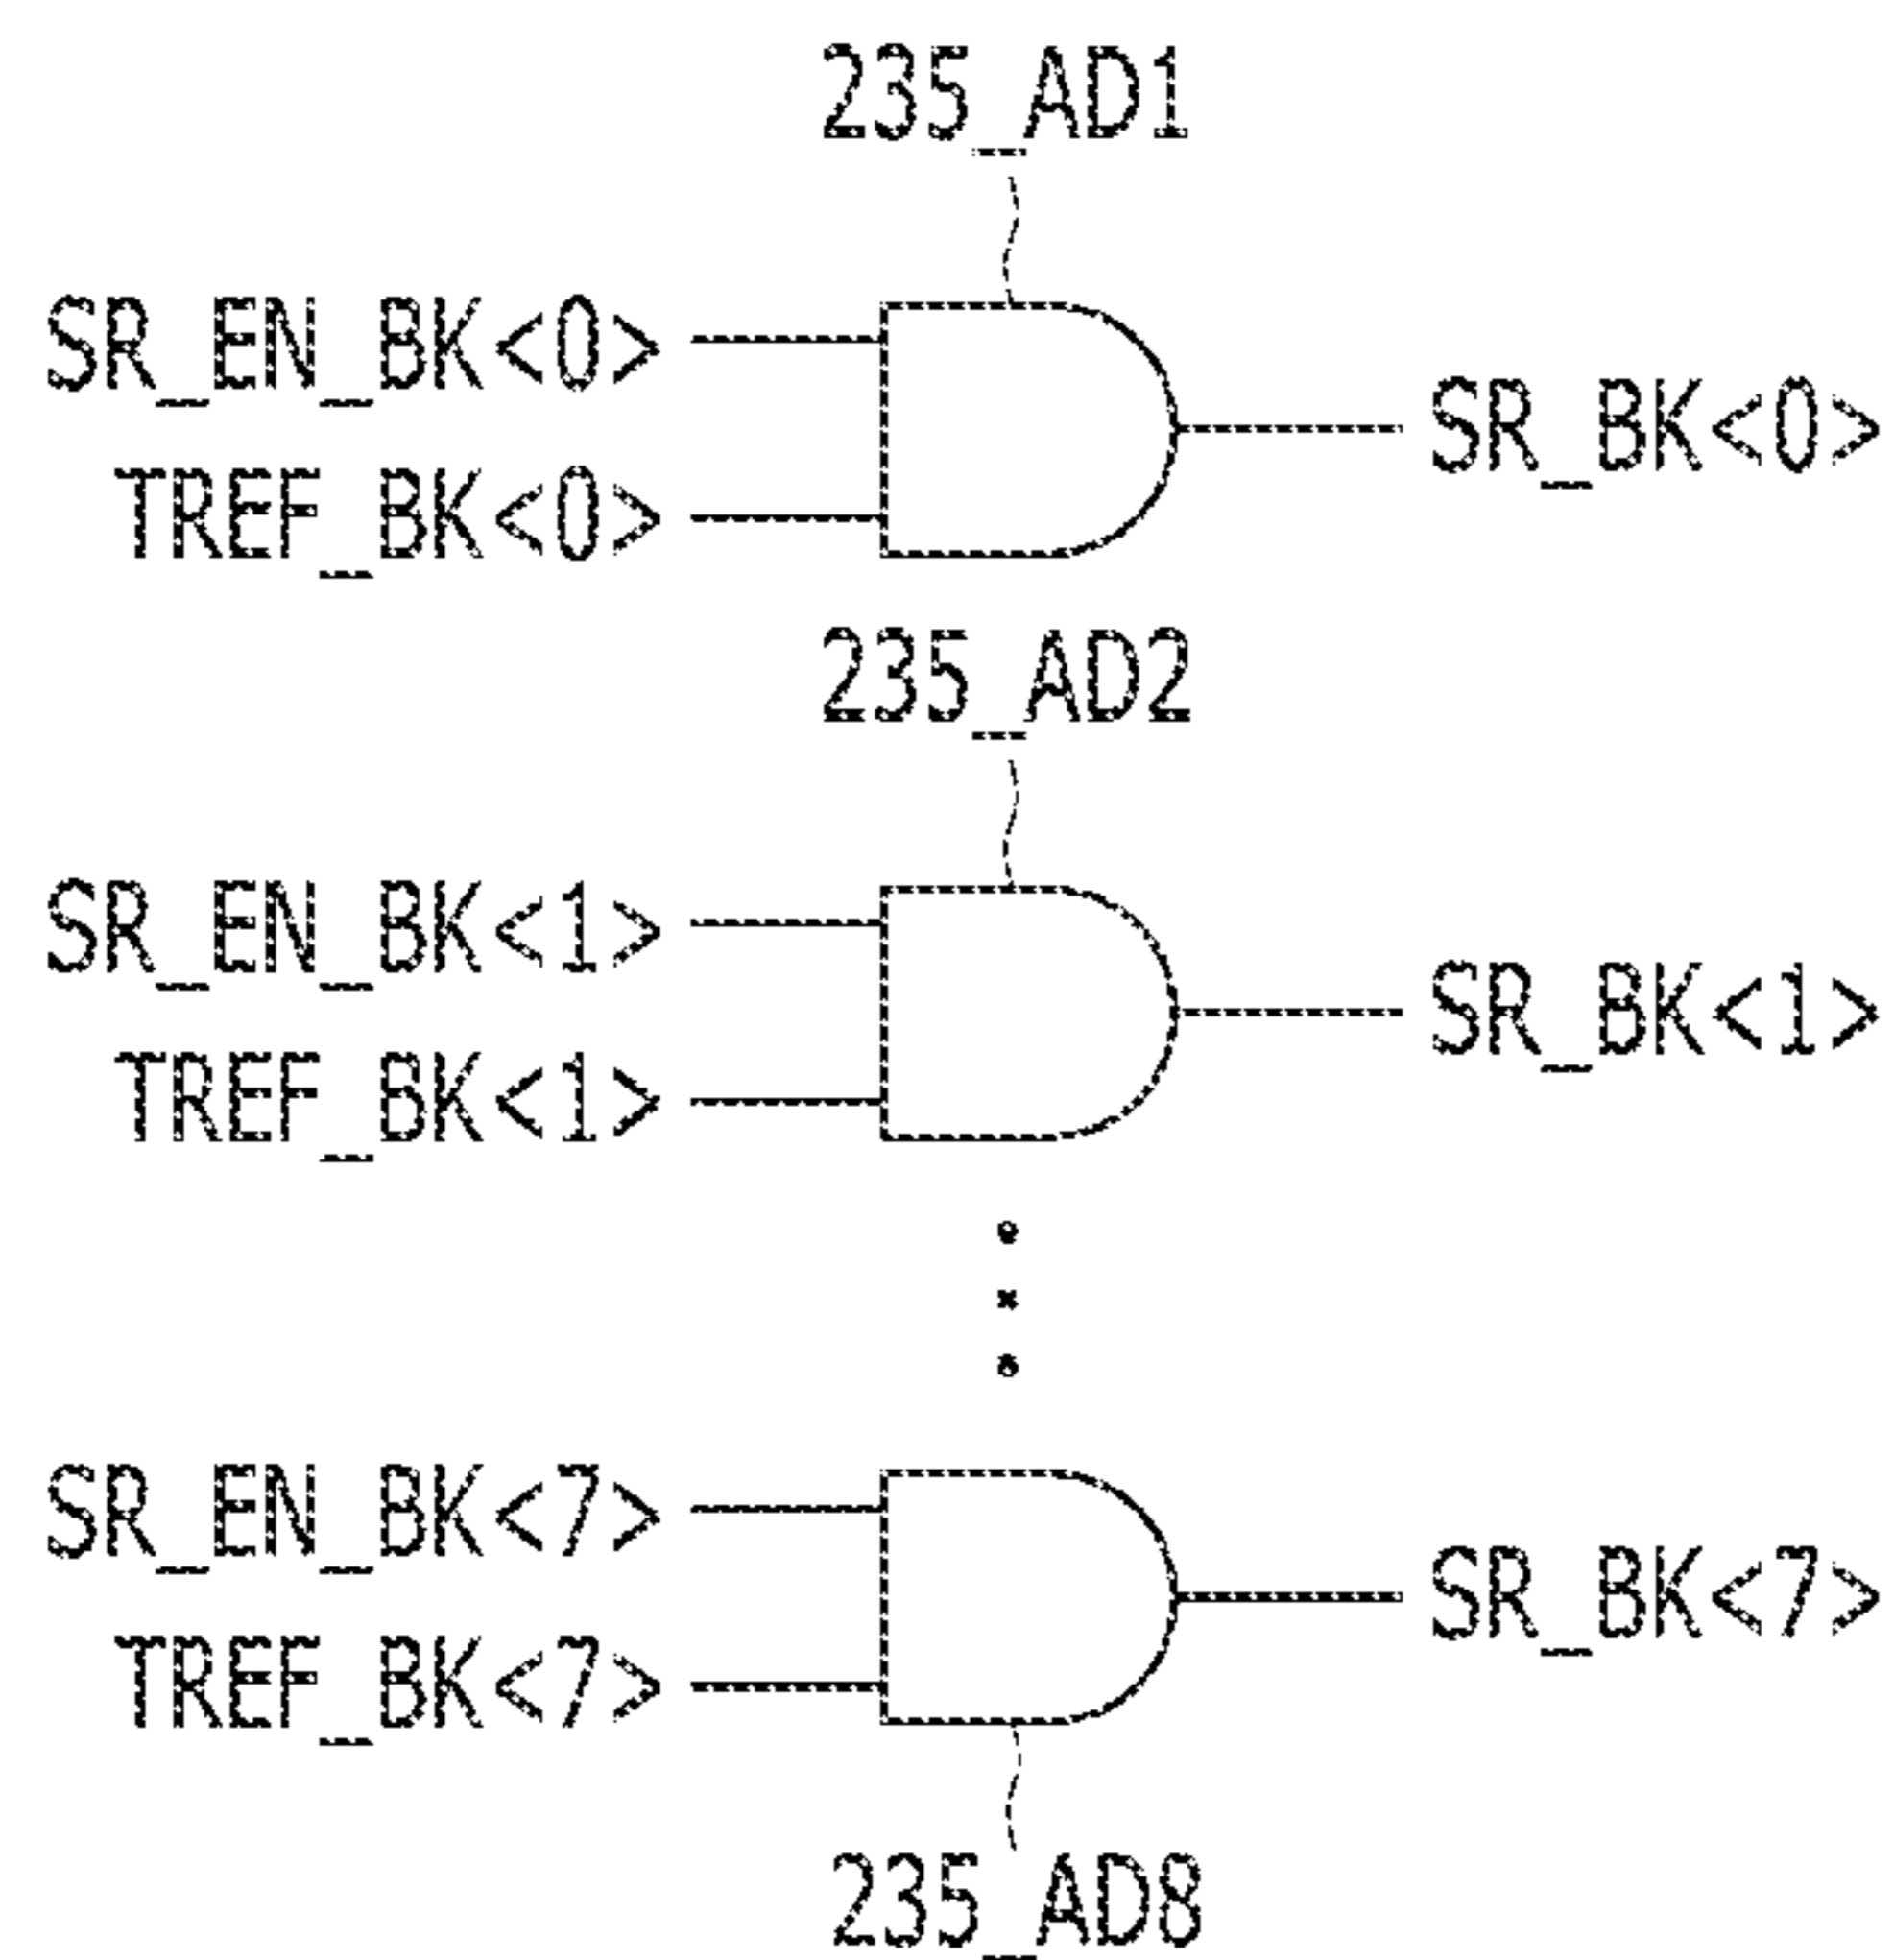 235_AD1
SR_EN_BK<0>
TREF_BK<0>
SR_BK<0>
235_AD2
SR_EN_BK<1>
TREF_BK<1>
SR_BK<1>
SR_EN_BK<7>
TREF_BK<7>
SR_BK<7>
235_AD8